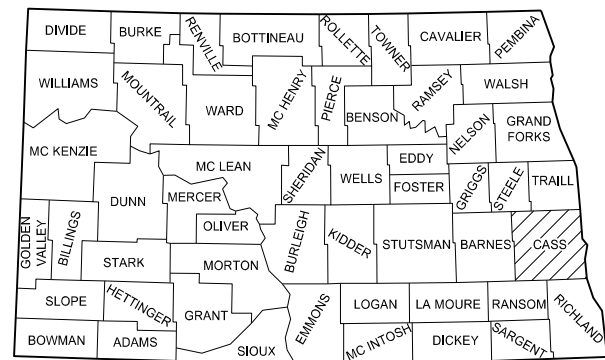 DIVIDE
BURKE
RENVILLE
BOTTINEAU
ROLLETTE
TOWNER
CAVALIER
PEMBINA
WILLIAMS
MOUNTRAIL
WARD
MC HENRY
PIERCE
BENSON
RAMSEY
WALSH
MC KENZIE
NELSON
GRAND
FORKS
DUNN
MC LEAN
MERCER
OLIVER
SHERIDAN
WELLS
EDDY
FOSTER
GRIGGS
STEELE
TRAILL
GOLDEN
VALLEY
BILLINGS
STARK
MORTON
BURLEIGH
KIDDER
STUTSMAN
BARNES
CASS
SLOPE
HETTINGER
GRANT
EMMONS
LOGAN
LA MOURE
RANSOM
RICHLAND
BOWMAN
ADAMS
SIOUX
MC INTOSH
DICKEY
SARGENT